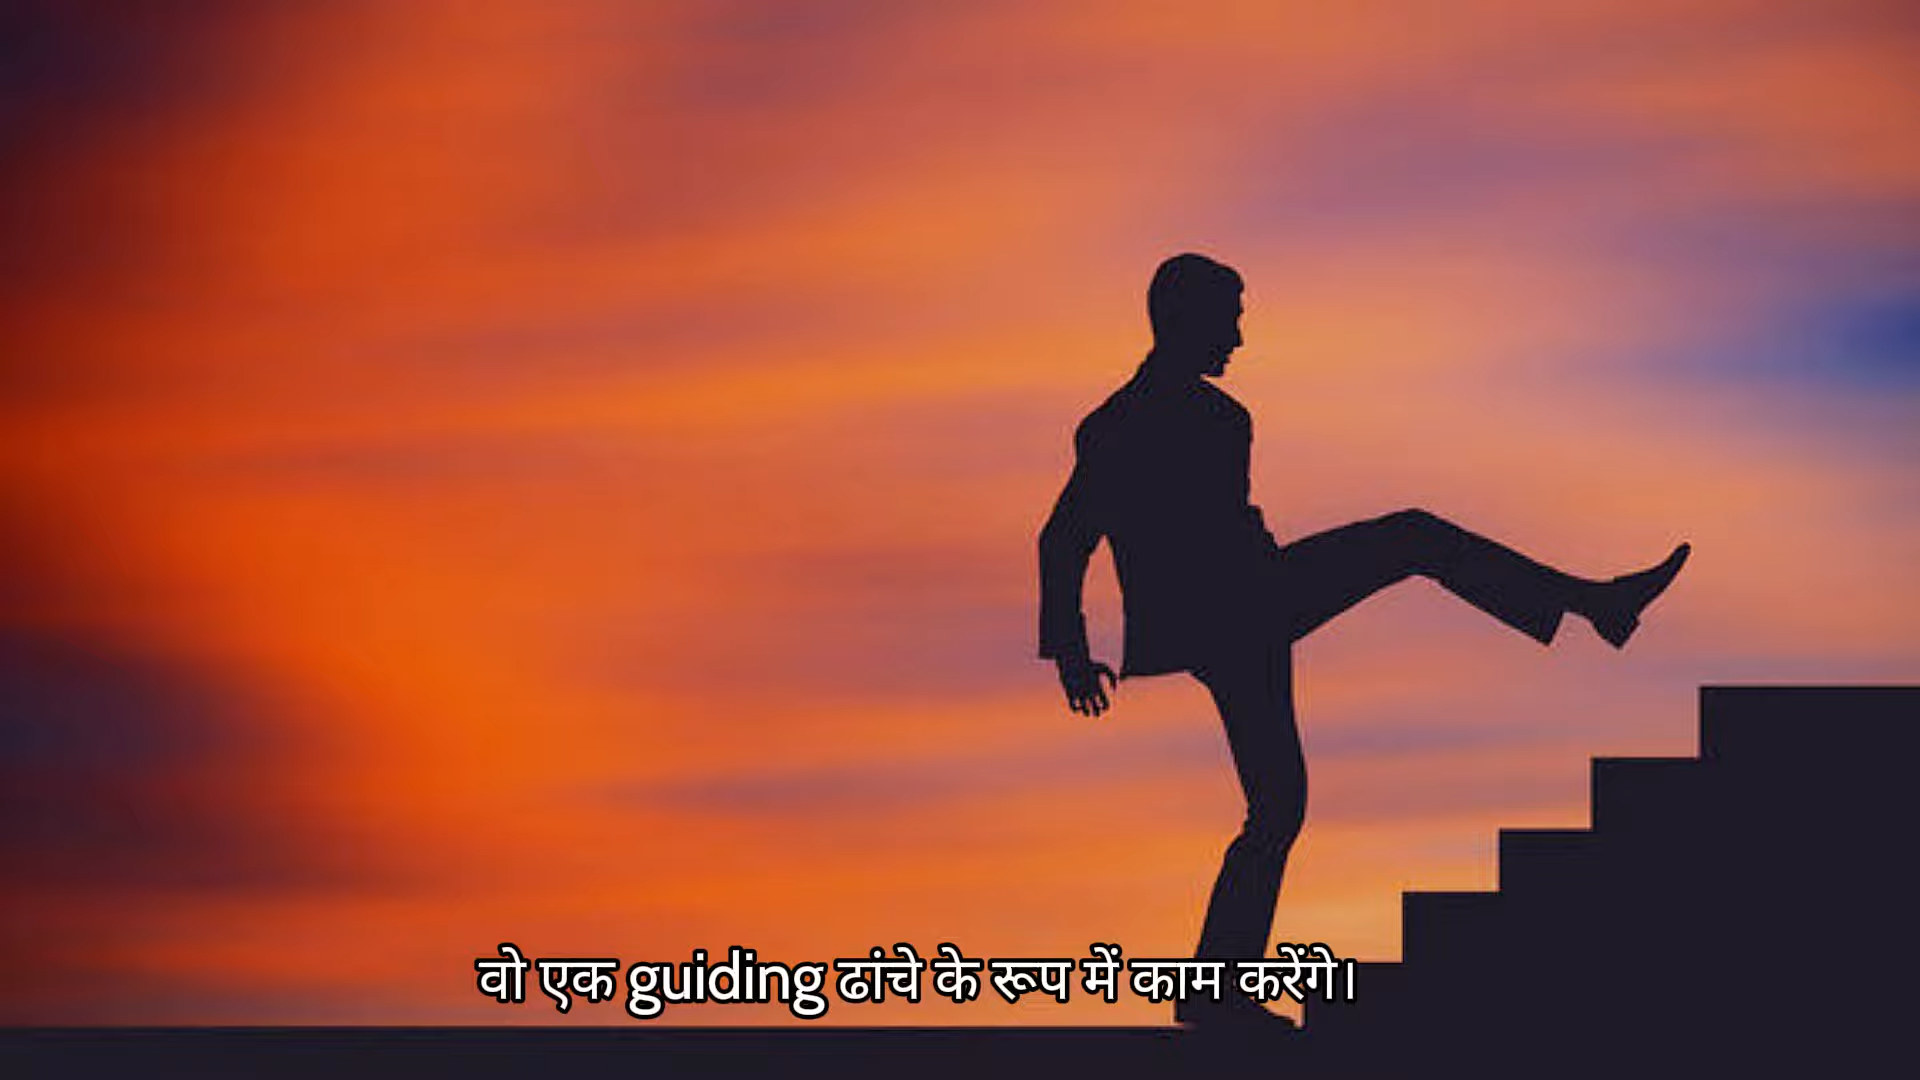 वो एक guiding ढांचे के रूप में काम करेंगे।